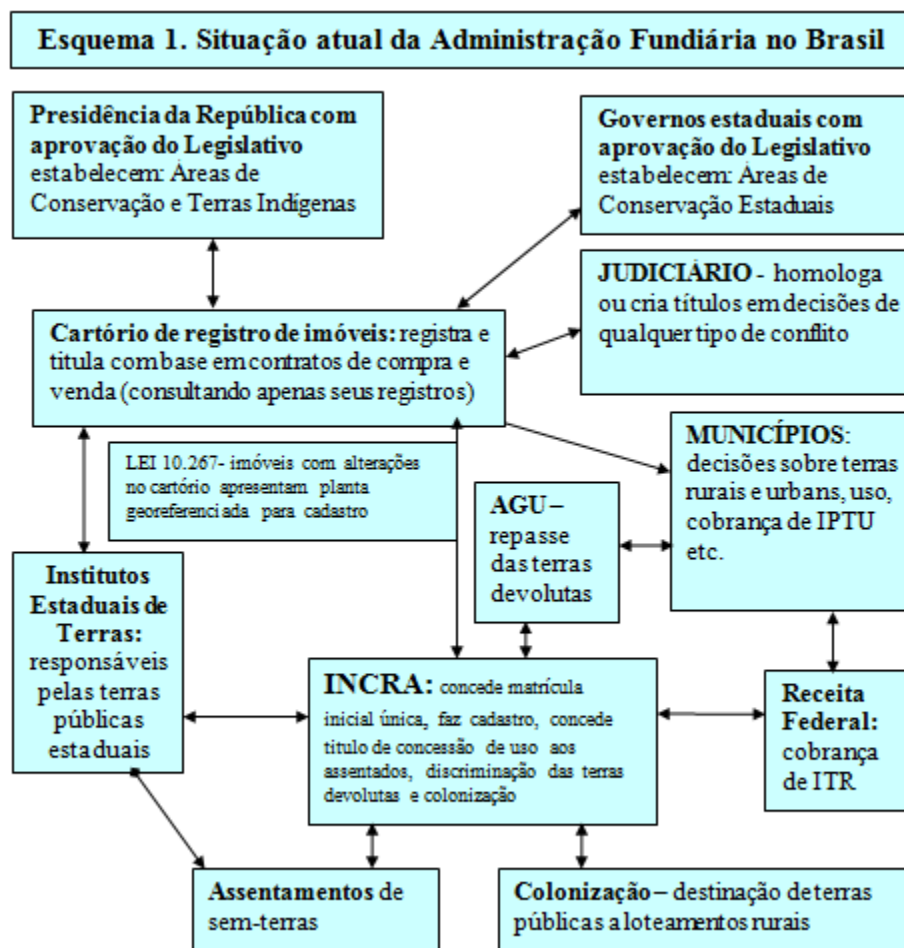 Esquema 1. Situação atual da Administração Fundiária no Brasil
Presidência da República com
aprovação do Legislativo
estabelecem: Áreas de
Conservação e Terras Indígenas
Governos estaduais com
aprovação do Legislativo
estabelecem: Áreas de
Conservação Estaduais
JUDICIÁRIO - homologa
ou cria títulos em decisões de
qualquer tipo de conflito
Cartório de registro de imóveis: registra e
titula com base em contratos de compra e
venda (consultando apenas seus registros)
LEI 10.267- imóveis com alterações
no cartório apresentam planta
georeferenciada para cadastro
MUNICÍPIOS:
decisões sobre terras
rurais e urbans, uso,
cobrança de IPTU
etc.
AGU –
repasse
das terras
devolutas
Institutos
Estaduais de
Terras:
responsáveis
pelas terras
públicas
estaduais
INCRA: concede matrícula
inicial única, faz cadastro, concede
titulo de concessão de uso aos
assentados, discriminação das terras
devolutas e colonização
Receita
Federal:
cobrança
de ITR
Assentamentos de
sem-terras
Colonização – destinação de terras
públicas a loteamentos rurais